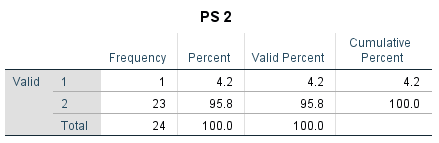 PS 2
Frequency Percent Valid Percent Cumulative Percent
Valid 1 1 4.2 4.2 4.2
2 23 95.8 95.8 100.0
Total 24 100.0 100.0